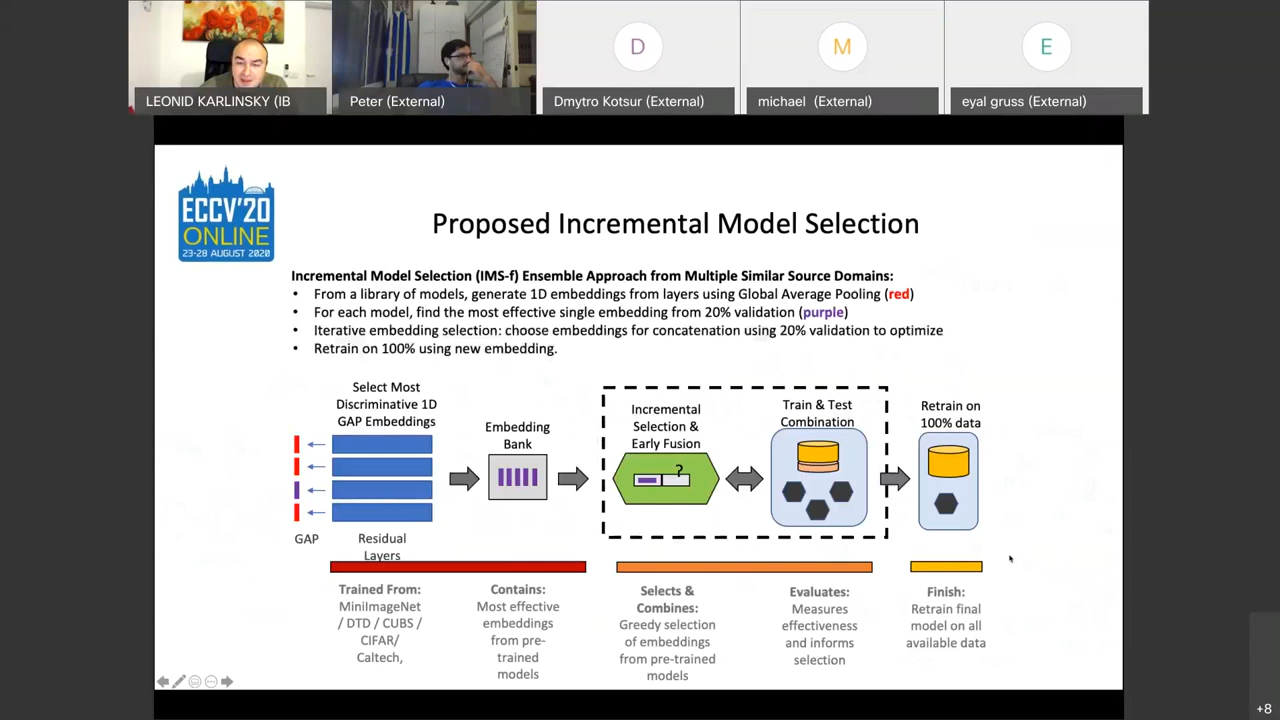 LEONID KARLINSKY (IB
Peter (External)
D
Dmytro Kotsur (External)
M
michael (External)
E
eyal gruss (External)
ECCV'20
ONLINE
23-28 AUGUST 2020
Proposed Incremental Model Selection
Incremental Model Selection (IMS-f) Ensemble Approach from Multiple Similar Source Domains:
• From a library of models, generate 1D embeddings from layers using Global Average Pooling (red)
• For each model, find the most effective single embedding from 20% validation (purple)
• Iterative embedding selection: choose embeddings for concatenation using 20% validation to optimize
• Retrain on 100% using new embedding.
Select Most
Discriminative 1D
GAP Embeddings
GAP
Residual
Layers
Embedding
Bank
Incremental
Selection &
Early Fusion
?
Train & Test
Combination
Retrain on
100% data
Trained From:
MiniImageNet
/ DTD / CUBS /
CIFAR/
Caltech,
Contains:
Most effective
embeddings
from pre-
trained
models
Selects &
Combines:
Greedy selection
of embeddings
from pre-trained
models
Evaluates:
Measures
effectiveness
and informs
selection
Finish:
Retrain final
model on all
available data
+8